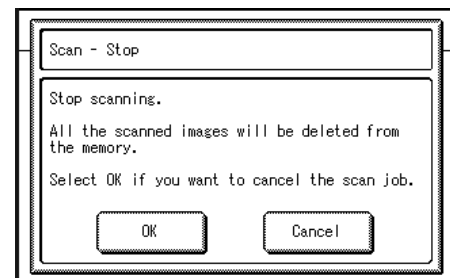 Scan - Stop
Stop scanning.
All the scanned images will be deleted from
the memory.
Select OK if you want to cancel the scan job.
OK
Cancel